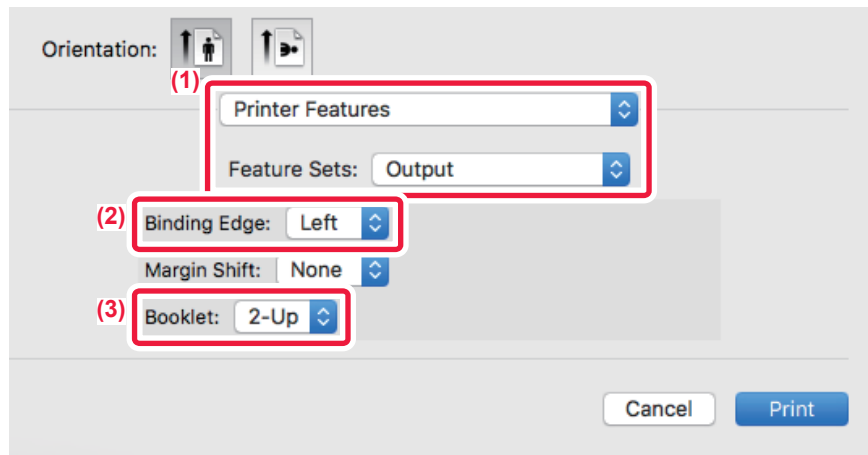 Orientation:
(1)
Printer Features
Feature Sets: Output
(2) Binding Edge: Left
Margin Shift: None
(3) Booklet: 2-Up
Cancel Print